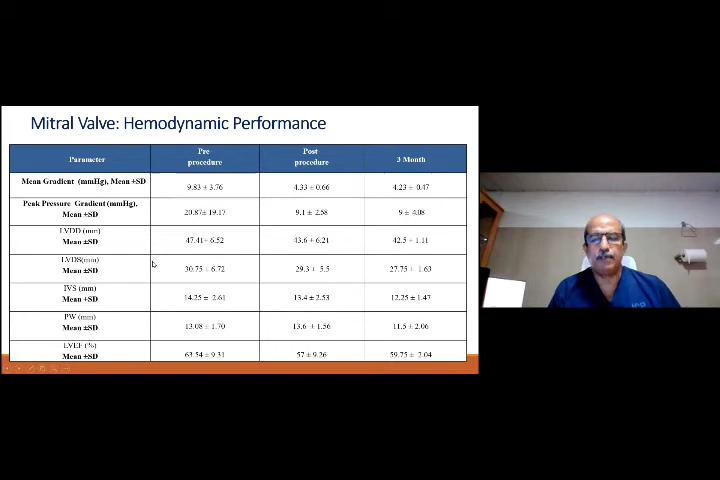 Mitral Valve: Hemodynamic Performance
Parameter
Pre-
procedure
Post-
procedure
3 Month
Mean Gradient (mmHg), Mean ±SD
9.83 ± 3.76
4.33 ± 0.66
4.23 ± 0.47
Peak Pressure Gradient (mmHg),
Mean ±SD
20.87± 19.17
9.1 ± 2.58
9 ± 4.08
LVDD (mm)
Mean ±SD
47.41± 6.52
43.6 ± 6.21
42.5 ± 1.11
LVDS(mm)
Mean ±SD
30.75 ± 6.72
29.3 ± 5.5
27.75 ± 1.63
IVS (mm)
Mean ±SD
14.25 ± 2.61
13.4 ± 2.53
12.25 ± 1.47
PW (mm)
Mean ±SD
13.08 ± 1.70
13.6 ± 1.56
11.5 ± 2.06
LVEF (%)
Mean ±SD
63.54 ± 9.31
57 ± 9.26
59.75 ± 2.04